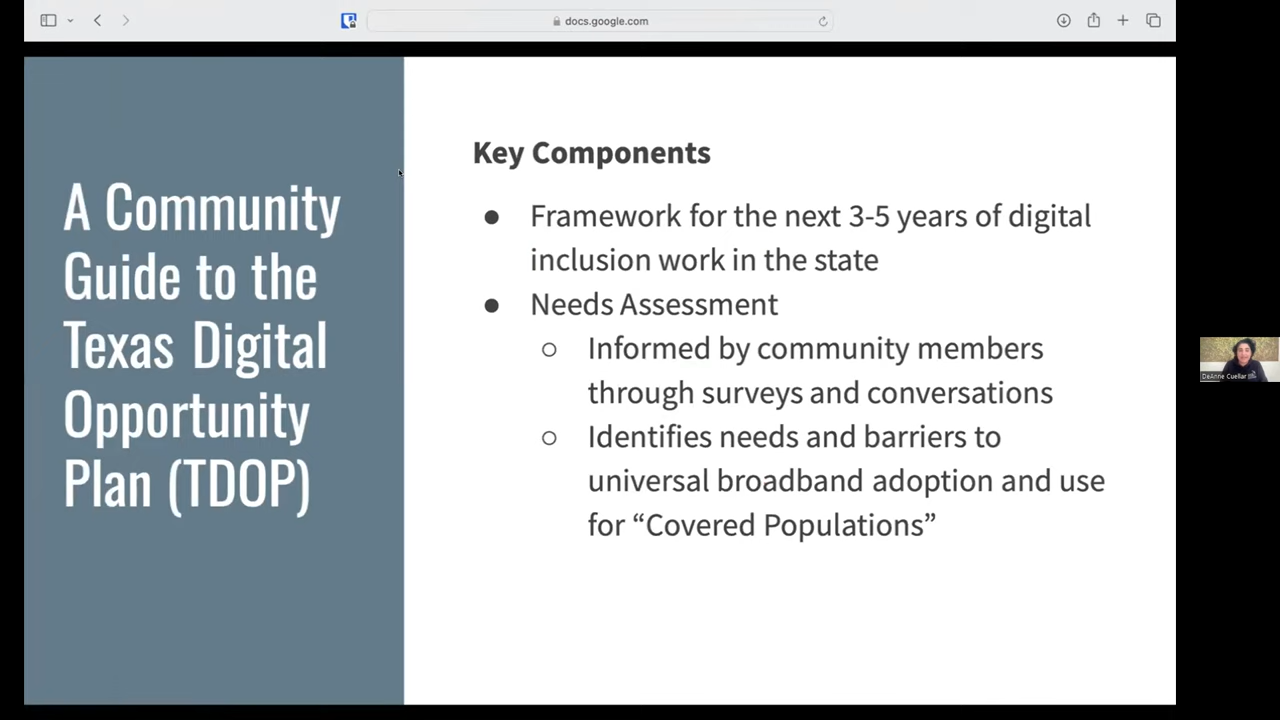 docs.google.com
A Community
Guide to the
Texas Digital
Opportunity
Plan (TDOP)
Key Components
● Framework for the next 3-5 years of digital
inclusion work in the state
● Needs Assessment
○ Informed by community members
through surveys and conversations
○ Identifies needs and barriers to
universal broadband adoption and use
for “Covered Populations”
DeAnne Cuellar